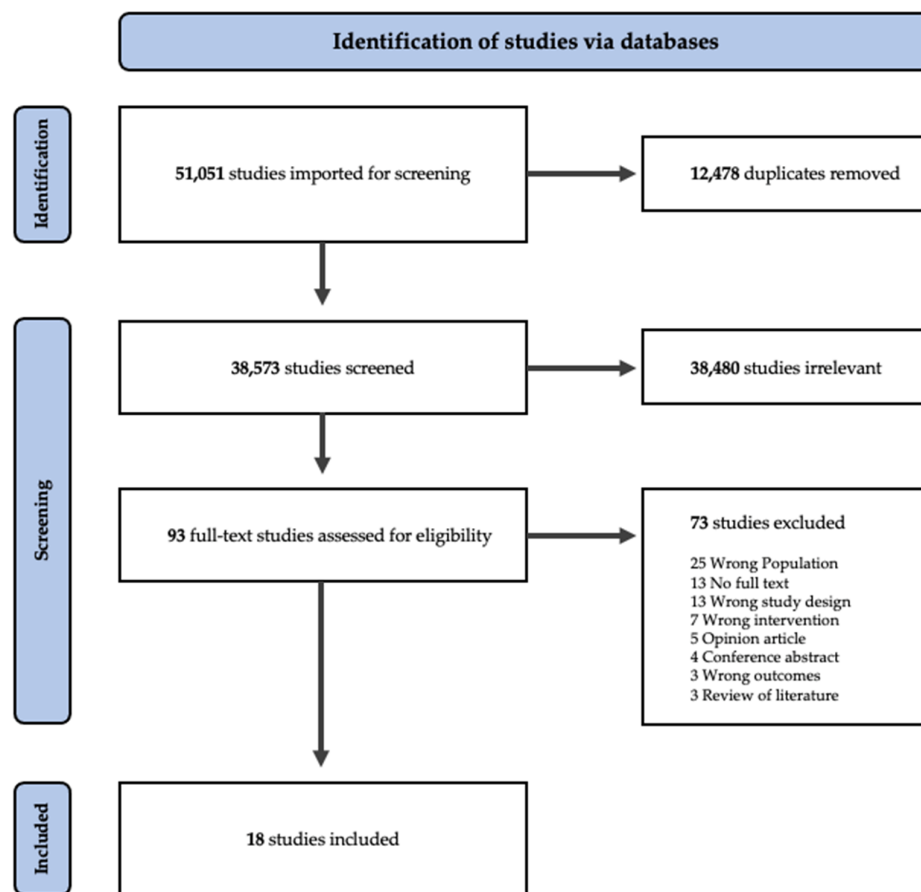 Identification of studies via databases
Identification
51,051 studies imported for screening
12,478 duplicates removed
Screening
38,573 studies screened
38,480 studies irrelevant
93 full-text studies assessed for eligibility
73 studies excluded
25 Wrong Population
13 No full text
13 Wrong study design
7 Wrong intervention
5 Opinion article
4 Conference abstract
3 Wrong outcomes
3 Review of literature
Included
18 studies included